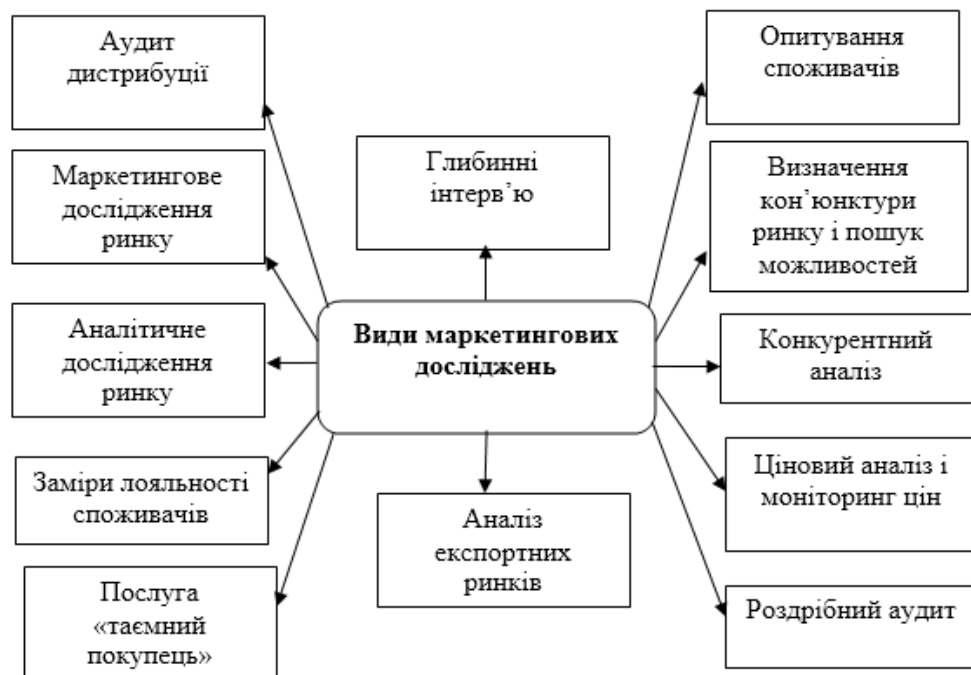 Аудит
дистрибуції
Маркетингове
дослідження
ринку
Аналітичне
дослідження
ринку
Заміри лояльності
споживачів
Послуга
«таємний
покупець»
Глибинні
інтерв’ю
Види маркетингових
досліджень
Аналіз
експортних
ринків
Опитування
споживачів
Визначення
кон’юнктури
ринку і пошук
можливостей
Конкурентний
аналіз
Ціновий аналіз і
моніторинг цін
Роздрібний аудит